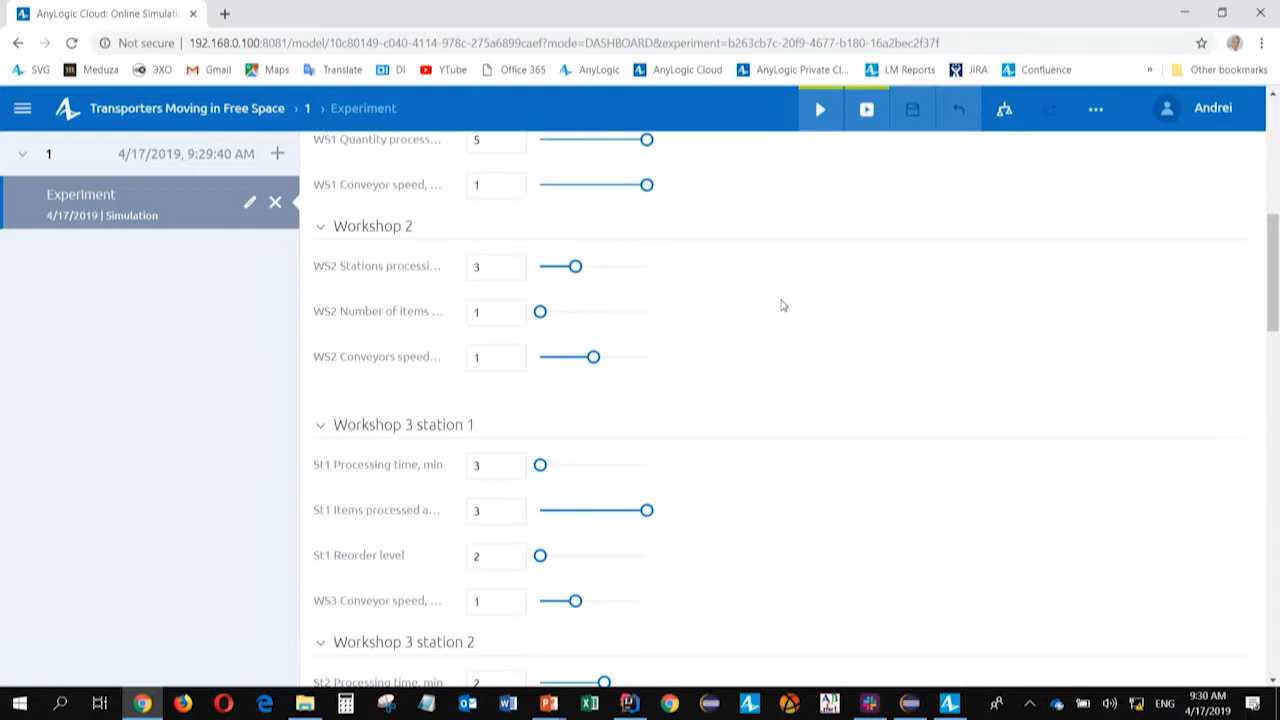 AnyLogic Cloud: Online Simulati
Not secure | 192.168.0.100:8081/model/10c80149-c040-4114-978c-275a6899caef?mode=DASHBOARD&experiment=b263cb7c-20f9-4677-b180-16a2bec2f37f
SVG Meduza ЭХО Gmail Maps Translate DI YTube Office 365 AnyLogic AnyLogic Cloud AnyLogic Private Cl... LM Reports JIRA Confluence » Other bookmarks
Transporters Moving in Free Space › 1 › Experiment Andrei
1 4/17/2019, 9:29:40 AM
Experiment
4/17/2019 | Simulation
WS1 Quantity process... 5
WS1 Conveyor speed, ... 1
Workshop 2
WS2 Stations processi... 3
WS2 Number of items ... 1
WS2 Conveyors speed... 1
Workshop 3 station 1
St1 Processing time, min 3
St1 Items processed a... 3
St1 Reorder level 2
WS3 Conveyor speed, ... 1
Workshop 3 station 2
St2 Processing time, min 2
ENG
9:30 AM
4/17/2019